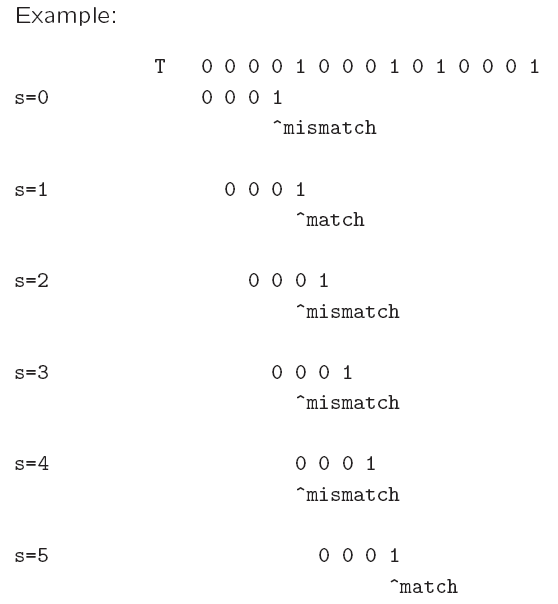 Example:
T 0 0 0 0 1 0 0 0 1 0 1 0 0 0 1
s=0 0 0 0 1
^mismatch
s=1 0 0 0 1
^match
s=2 0 0 0 1
^mismatch
s=3 0 0 0 1
^mismatch
s=4 0 0 0 1
^mismatch
s=5 0 0 0 1
^match